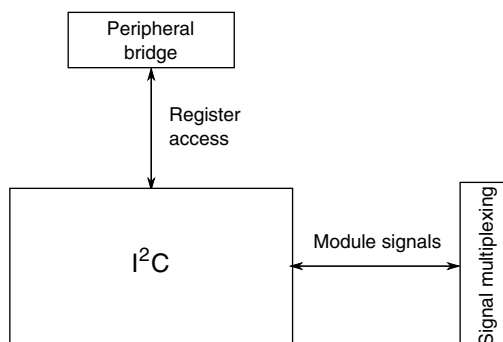 Peripheral
bridge
Register
access
I²C
Module signals
Signal multiplexing